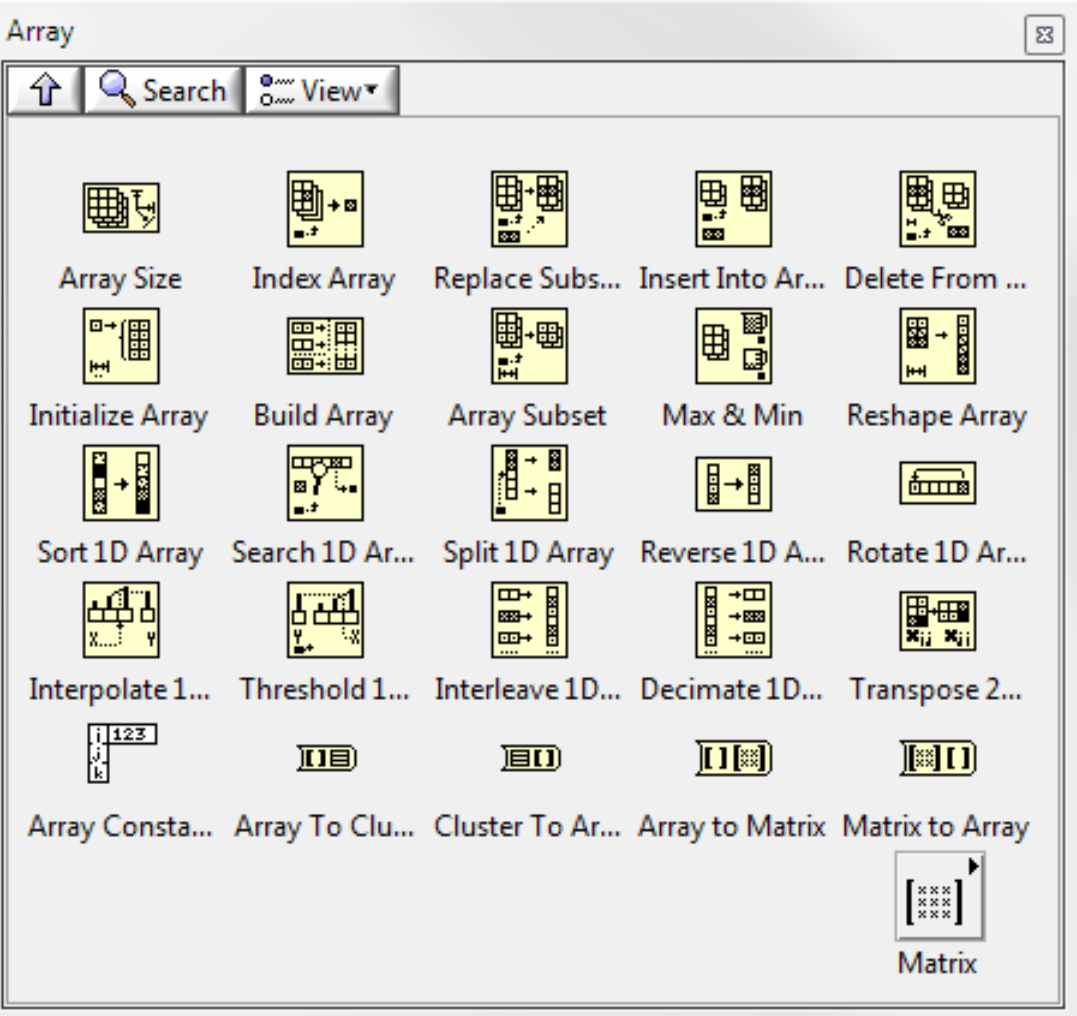 Array
Search View
Array Size Index Array Replace Subs... Insert Into Ar... Delete From ...
Initialize Array Build Array Array Subset Max & Min Reshape Array
Sort 1D Array Search 1D Ar... Split 1D Array Reverse 1D A... Rotate 1D Ar...
X Y Y X Xij Xij
Interpolate 1... Threshold 1... Interleave 1D... Decimate 1D... Transpose 2...
i 123
j
k
Array Consta... Array To Clu... Cluster To Ar... Array to Matrix Matrix to Array
Matrix